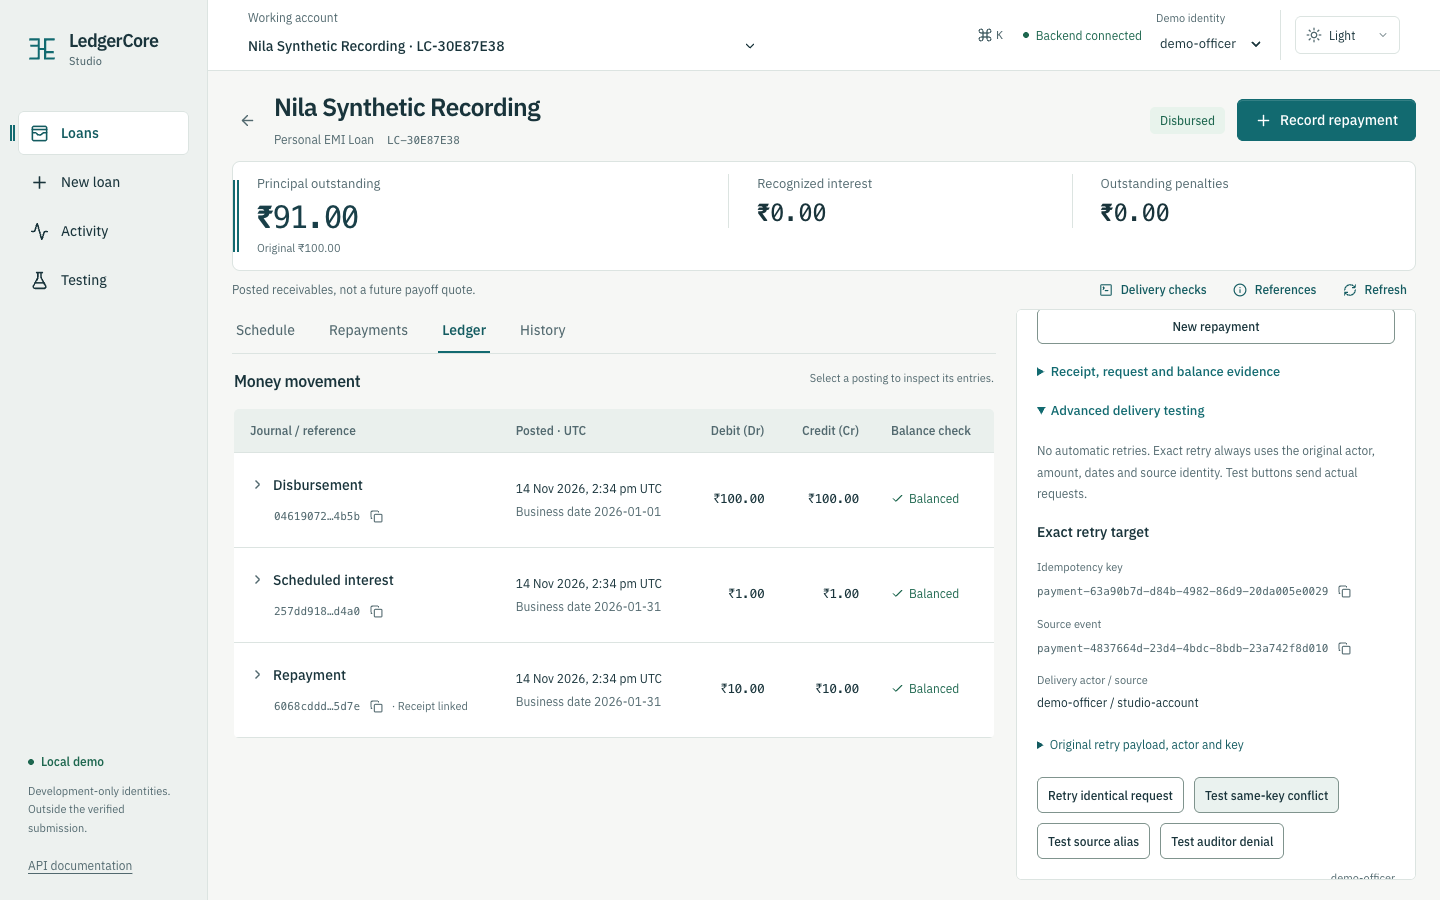 LedgerCore
Studio
Loans
New loan
Activity
Testing
Local demo
Development-only identities.
Outside the verified
submission.
API documentation
Working account
Nila Synthetic Recording · LC-30E87E38
⌘ K
Backend connected
Demo identity
demo-officer
Light
Nila Synthetic Recording
Personal EMI Loan LC-30E87E38
Disbursed
Record repayment
Principal outstanding
₹91.00
Original ₹100.00
Recognized interest
₹0.00
Outstanding penalties
₹0.00
Posted receivables, not a future payoff quote.
Delivery checks
References
Refresh
Schedule
Repayments
Ledger
History
Money movement
Select a posting to inspect its entries.
Journal / reference Posted · UTC Debit (Dr) Credit (Cr) Balance check
Disbursement
04619072…4b5b
14 Nov 2026, 2:34 pm UTC
Business date 2026-01-01
₹100.00 ₹100.00 Balanced
Scheduled interest
257dd918…d4a0
14 Nov 2026, 2:34 pm UTC
Business date 2026-01-31
₹1.00 ₹1.00 Balanced
Repayment
6068cddd…5d7e · Receipt linked
14 Nov 2026, 2:34 pm UTC
Business date 2026-01-31
₹10.00 ₹10.00 Balanced
New repayment
Receipt, request and balance evidence
Advanced delivery testing
No automatic retries. Exact retry always uses the original actor,
amount, dates and source identity. Test buttons send actual
requests.
Exact retry target
Idempotency key
payment-63a90b7d-d84b-4982-86d9-20da005e0029
Source event
payment-4837664d-23d4-4bdc-8bdb-23a742f8d010
Delivery actor / source
demo-officer / studio-account
Original retry payload, actor and key
Retry identical request
Test same-key conflict
Test source alias
Test auditor denial
demo-officer